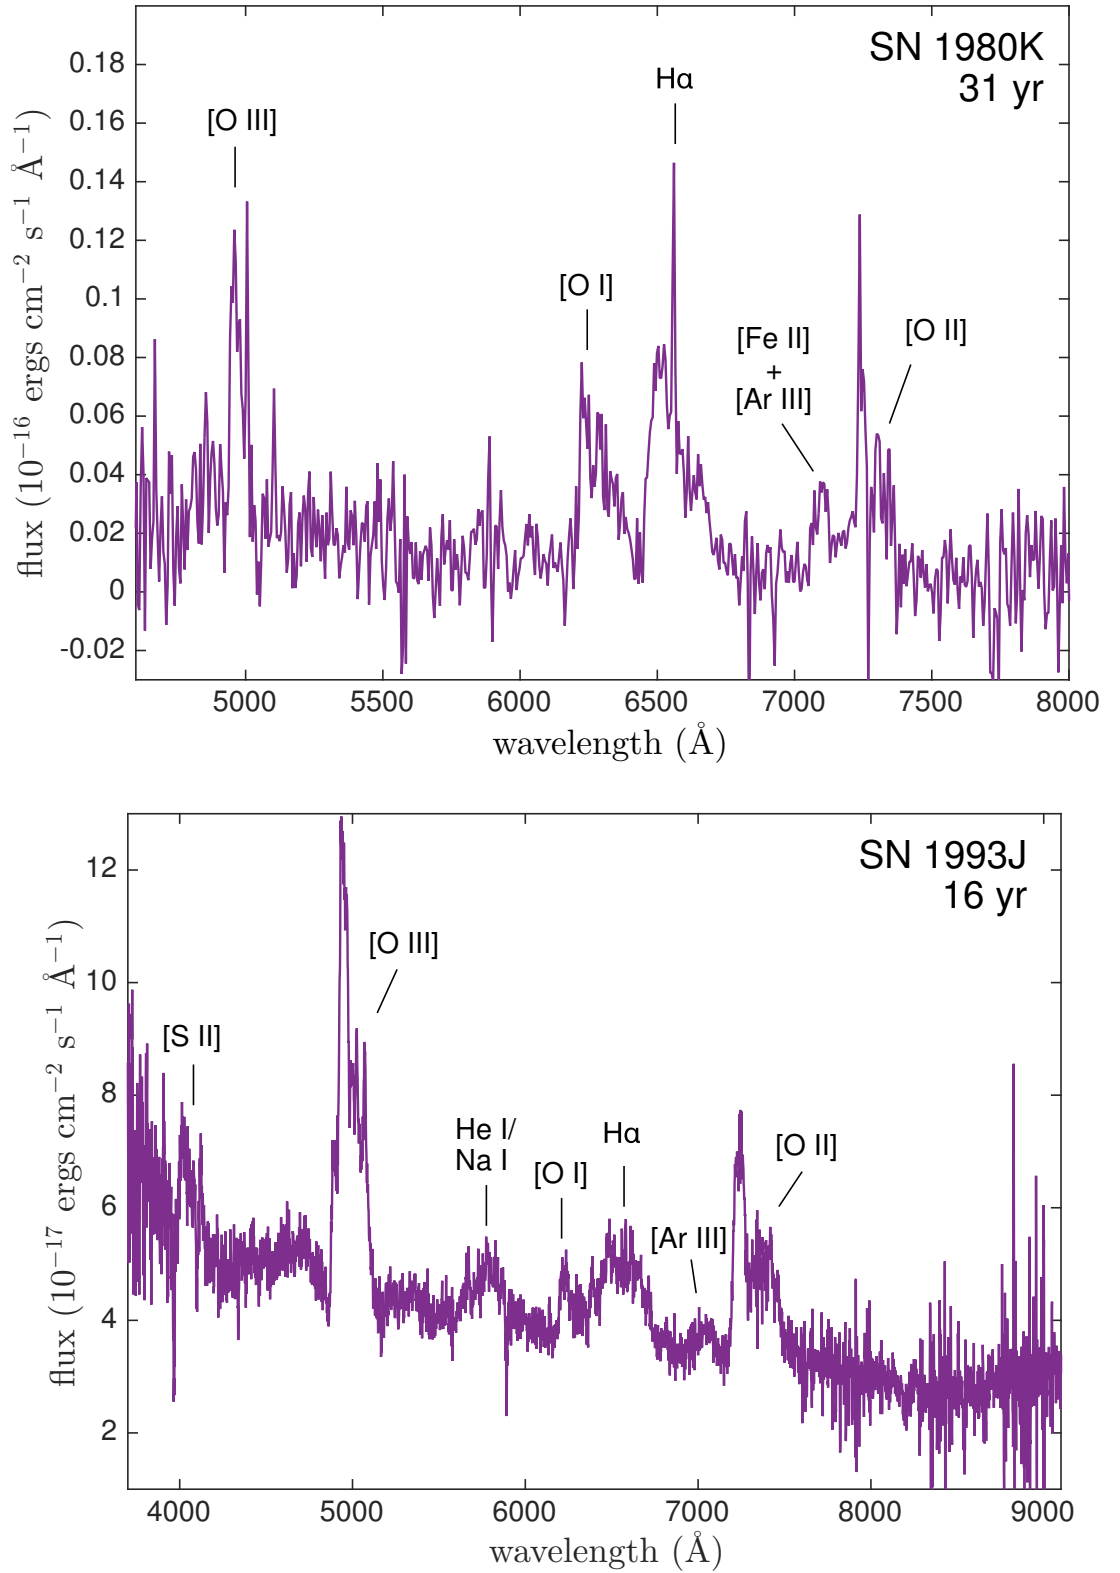 SN 1980K
31 yr
Hα
[O III]
[O I]
[Fe II]
+
[Ar III]
[O II]
0.18
0.16
0.14
0.12
0.1
0.08
0.06
0.04
0.02
0
-0.02
flux (10⁻¹⁶ ergs cm⁻² s⁻¹ Å⁻¹)
5000 5500 6000 6500 7000 7500 8000
wavelength (Å)
SN 1993J
16 yr
[O III]
[S II]
He I/
Na I
[O I]
Hα
[Ar III]
[O II]
12
10
8
6
4
2
flux (10⁻¹⁷ ergs cm⁻² s⁻¹ Å⁻¹)
4000 5000 6000 7000 8000 9000
wavelength (Å)